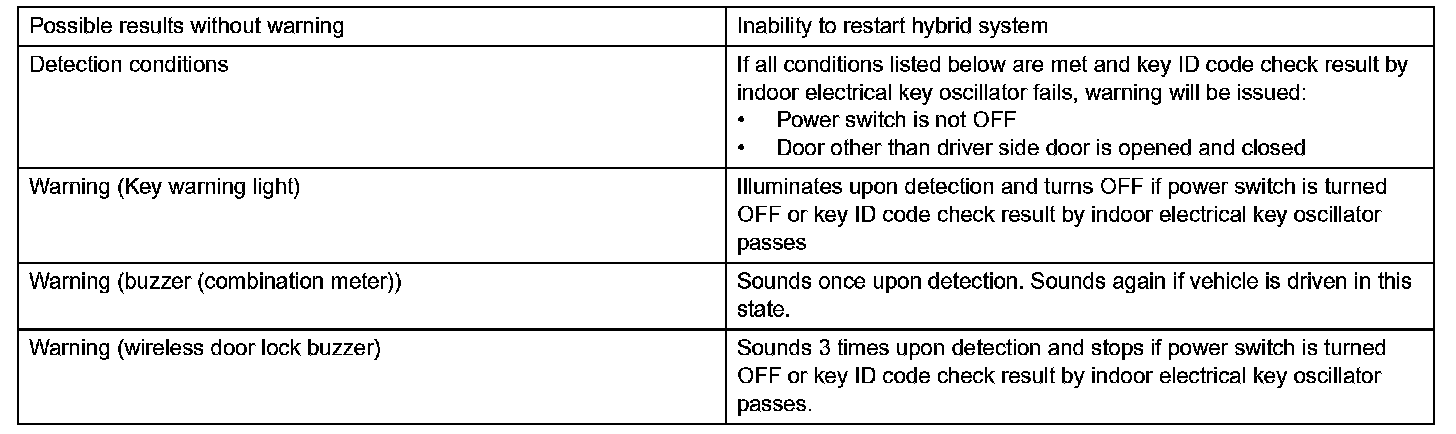 Possible results without warning
Inability to restart hybrid system
Detection conditions
If all conditions listed below are met and key ID code check result by
indoor electrical key oscillator fails, warning will be issued:
• Power switch is not OFF
• Door other than driver side door is opened and closed
Warning (Key warning light)
Illuminates upon detection and turns OFF if power switch is turned
OFF or key ID code check result by indoor electrical key oscillator
passes
Warning (buzzer (combination meter))
Sounds once upon detection. Sounds again if vehicle is driven in this
state.
Warning (wireless door lock buzzer)
Sounds 3 times upon detection and stops if power switch is turned
OFF or key ID code check result by indoor electrical key oscillator
passes.